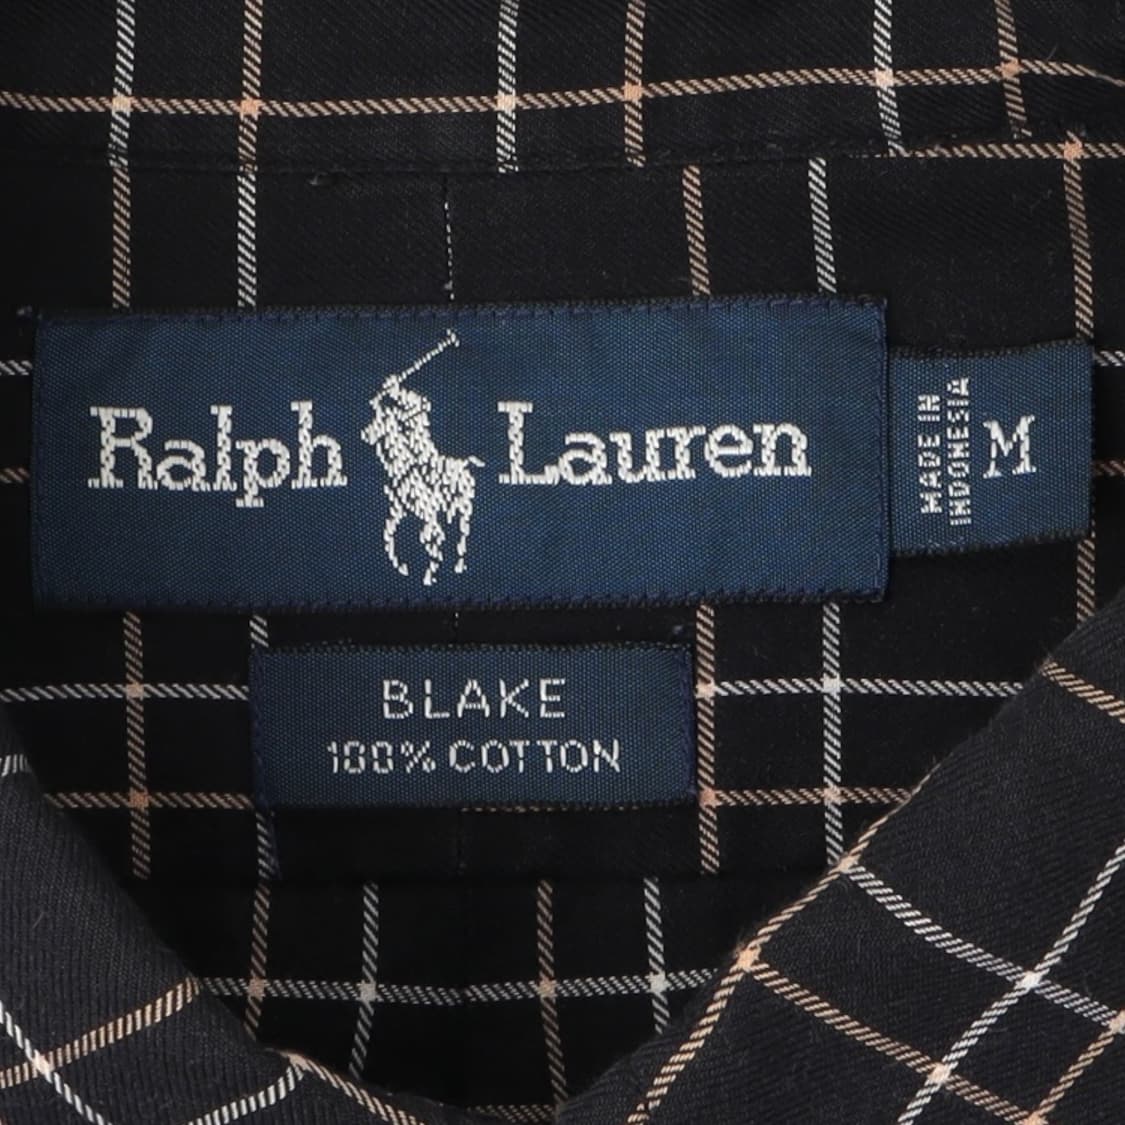 Ralph Lauren
MADE IN
INDONESIA
M
BLAKE
100% COTTON